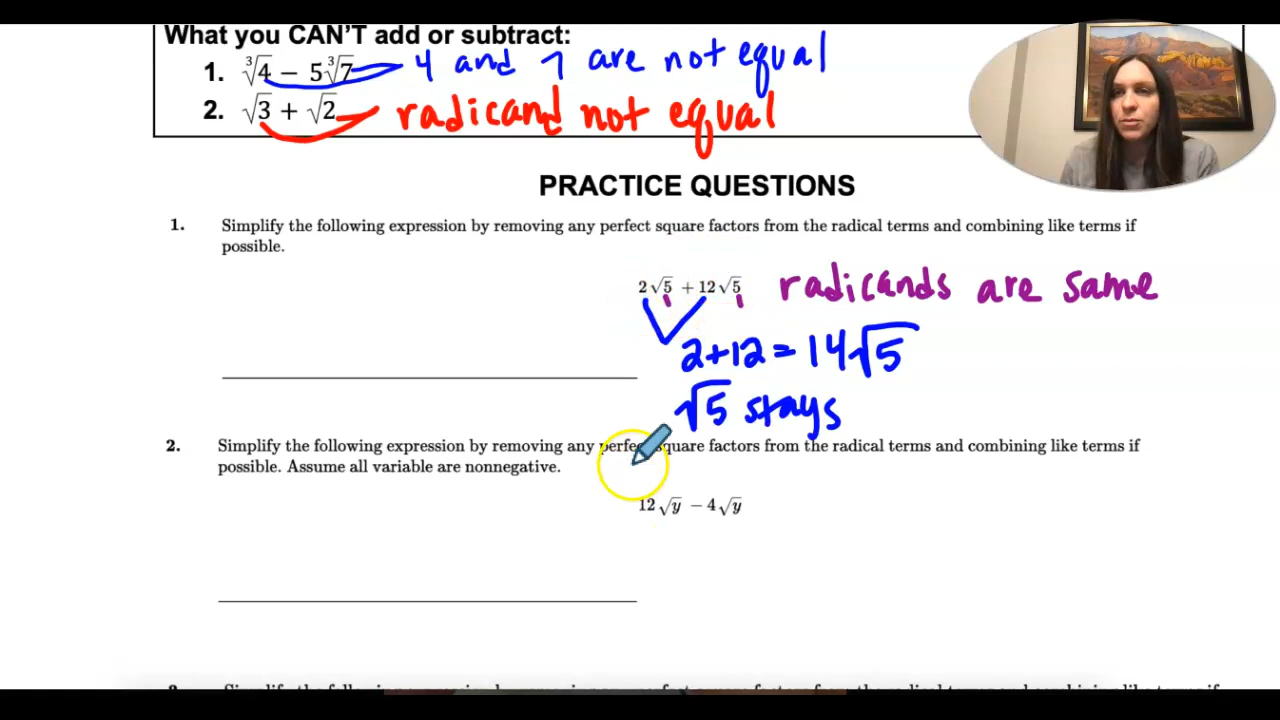 What you CAN'T add or subtract:
1. ∛4 − 5∛7 4 and 7 are not equal
2. √3 + √2 radicand not equal
PRACTICE QUESTIONS
1. Simplify the following expression by removing any perfect square factors from the radical terms and combining like terms if
possible.
2√5 + 12√5 radicands are same
2+12=14√5
√5 stays
2. Simplify the following expression by removing any perfect square factors from the radical terms and combining like terms if
possible. Assume all variable are nonnegative.
12√y − 4√y